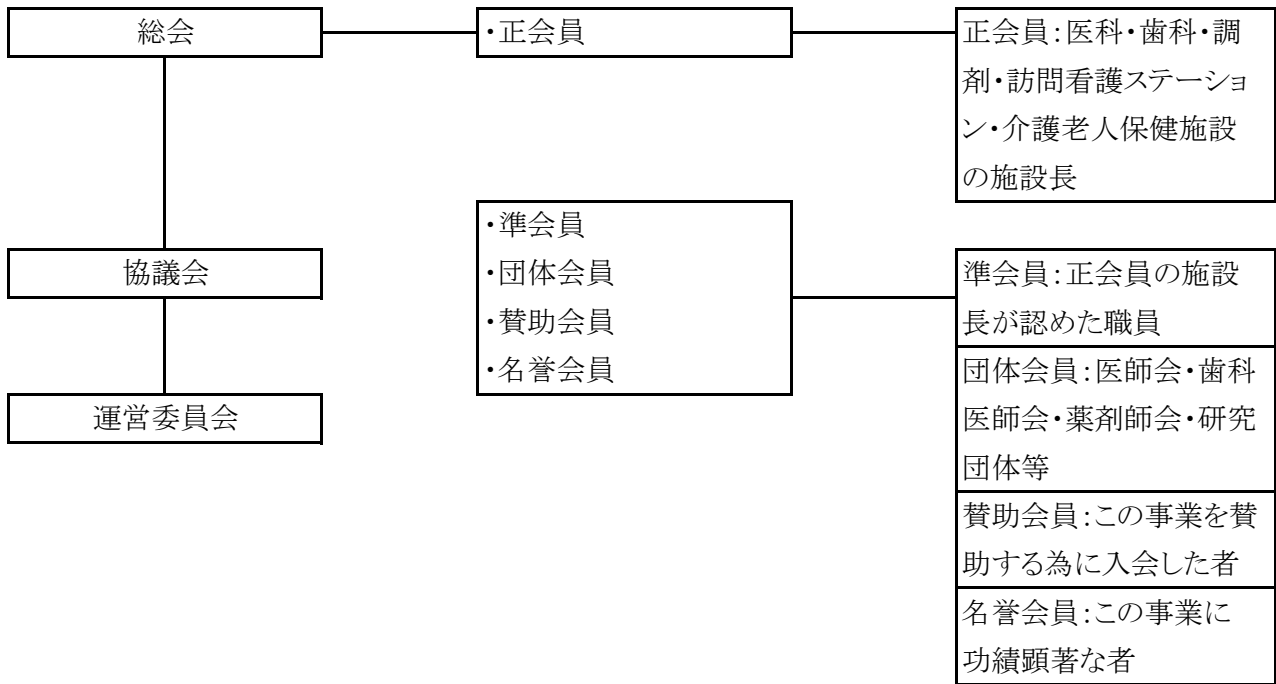 総会
・正会員
正会員：医科・歯科・調
剤・訪問看護ステーショ
ン・介護老人保健施設
の施設長
・準会員
・団体会員
・賛助会員
・名誉会員
協議会
運営委員会
準会員：正会員の施設
長が認めた職員
団体会員：医師会・歯科
医師会・薬剤師会・研究
団体等
賛助会員：この事業を賛
助する為に入会した者
名誉会員：この事業に
功績顕著な者